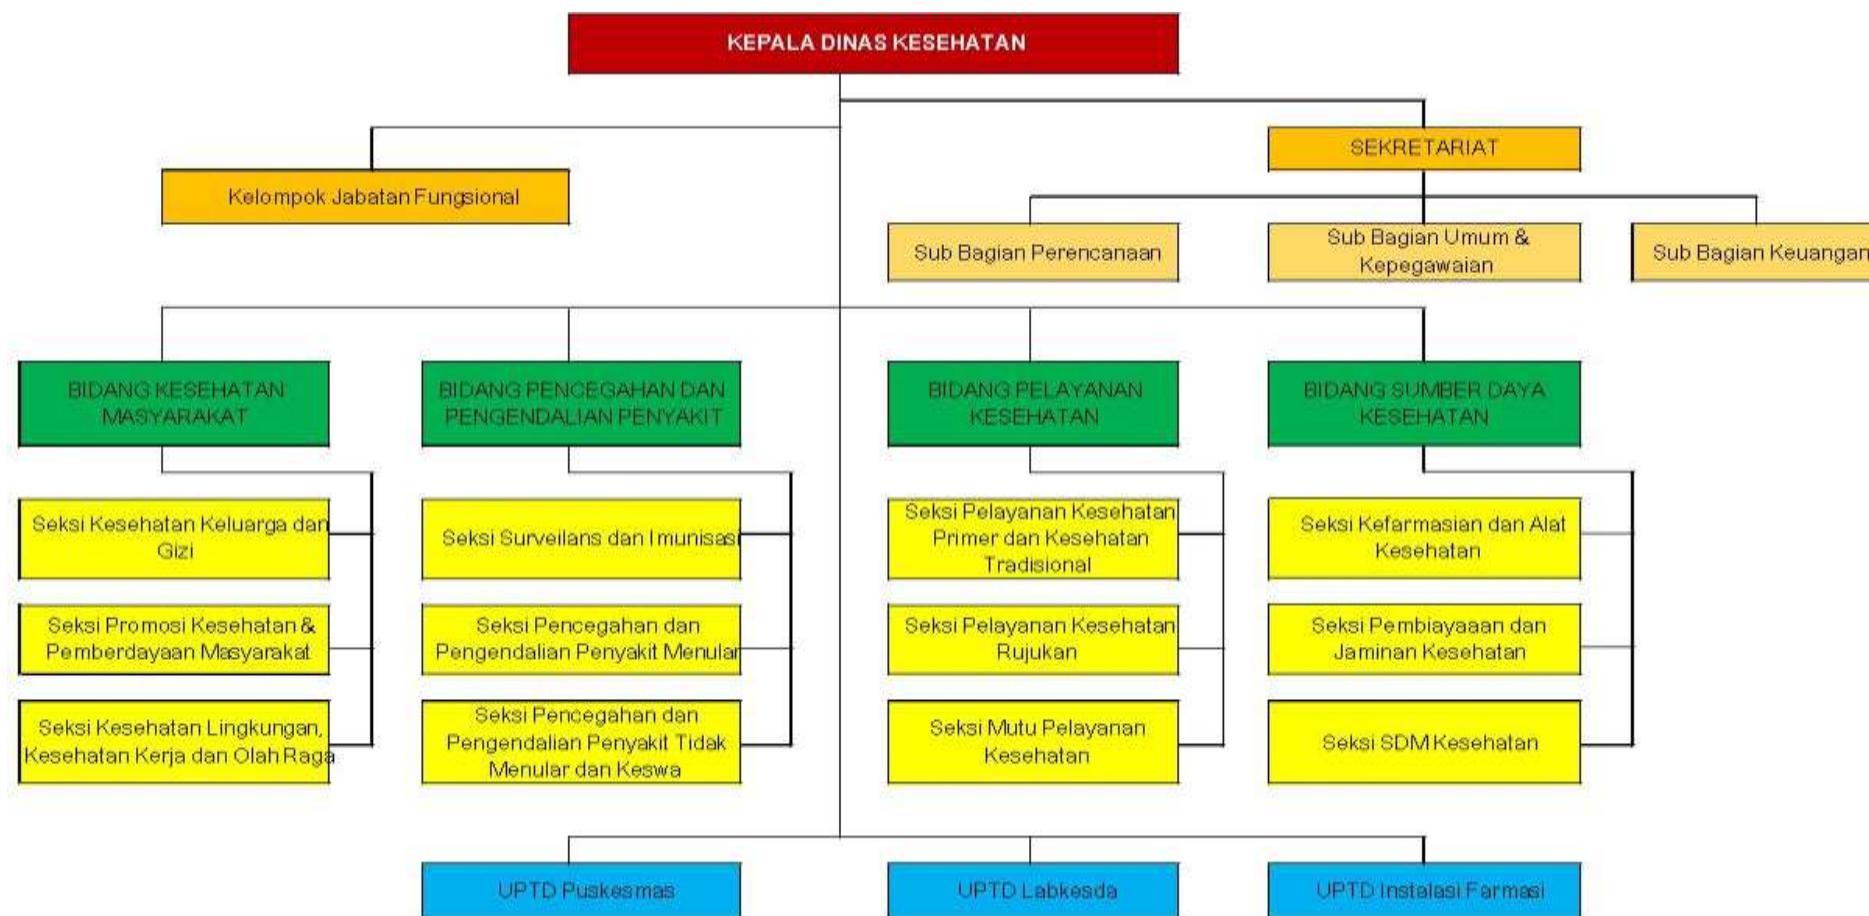 KEPALA DINAS KESEHATAN
SEKRETARIAT
Kelompok Jabatan Fungsional
Sub Bagian Perencanaan
Sub Bagian Umum &
Kepegawaian
Sub Bagian Keuangan
BIDANG KESEHATAN
MASYARAKAT
BIDANG PENCEGAHAN DAN
PENGENDALIAN PENYAKIT
BIDANG PELAYANAN
KESEHATAN
BIDANG SUMBER DAYA
KESEHATAN
Seksi Kesehatan Keluarga dan
Gizi
Seksi Surveilans dan Imunisasi
Seksi Pelayanan Kesehatan
Primer dan Kesehatan
Tradisional
Seksi Kefarmasian dan Alat
Kesehatan
Seksi Promosi Kesehatan &
Pemberdayaan Masyarakat
Seksi Pencegahan dan
Pengendalian Penyakit Menular
Seksi Pelayanan Kesehatan
Rujukan
Seksi Pembiayaaan dan
Jaminan Kesehatan
Seksi Kesehatan Lingkungan,
Kesehatan Kerja dan Olah Raga
Seksi Pencegahan dan
Pengendalian Penyakit Tidak
Menular dan Keswa
Seksi Mutu Pelayanan
Kesehatan
Seksi SDM Kesehatan
UPTD Puskesmas
UPTD Labkesda
UPTD Instalasi Farmasi